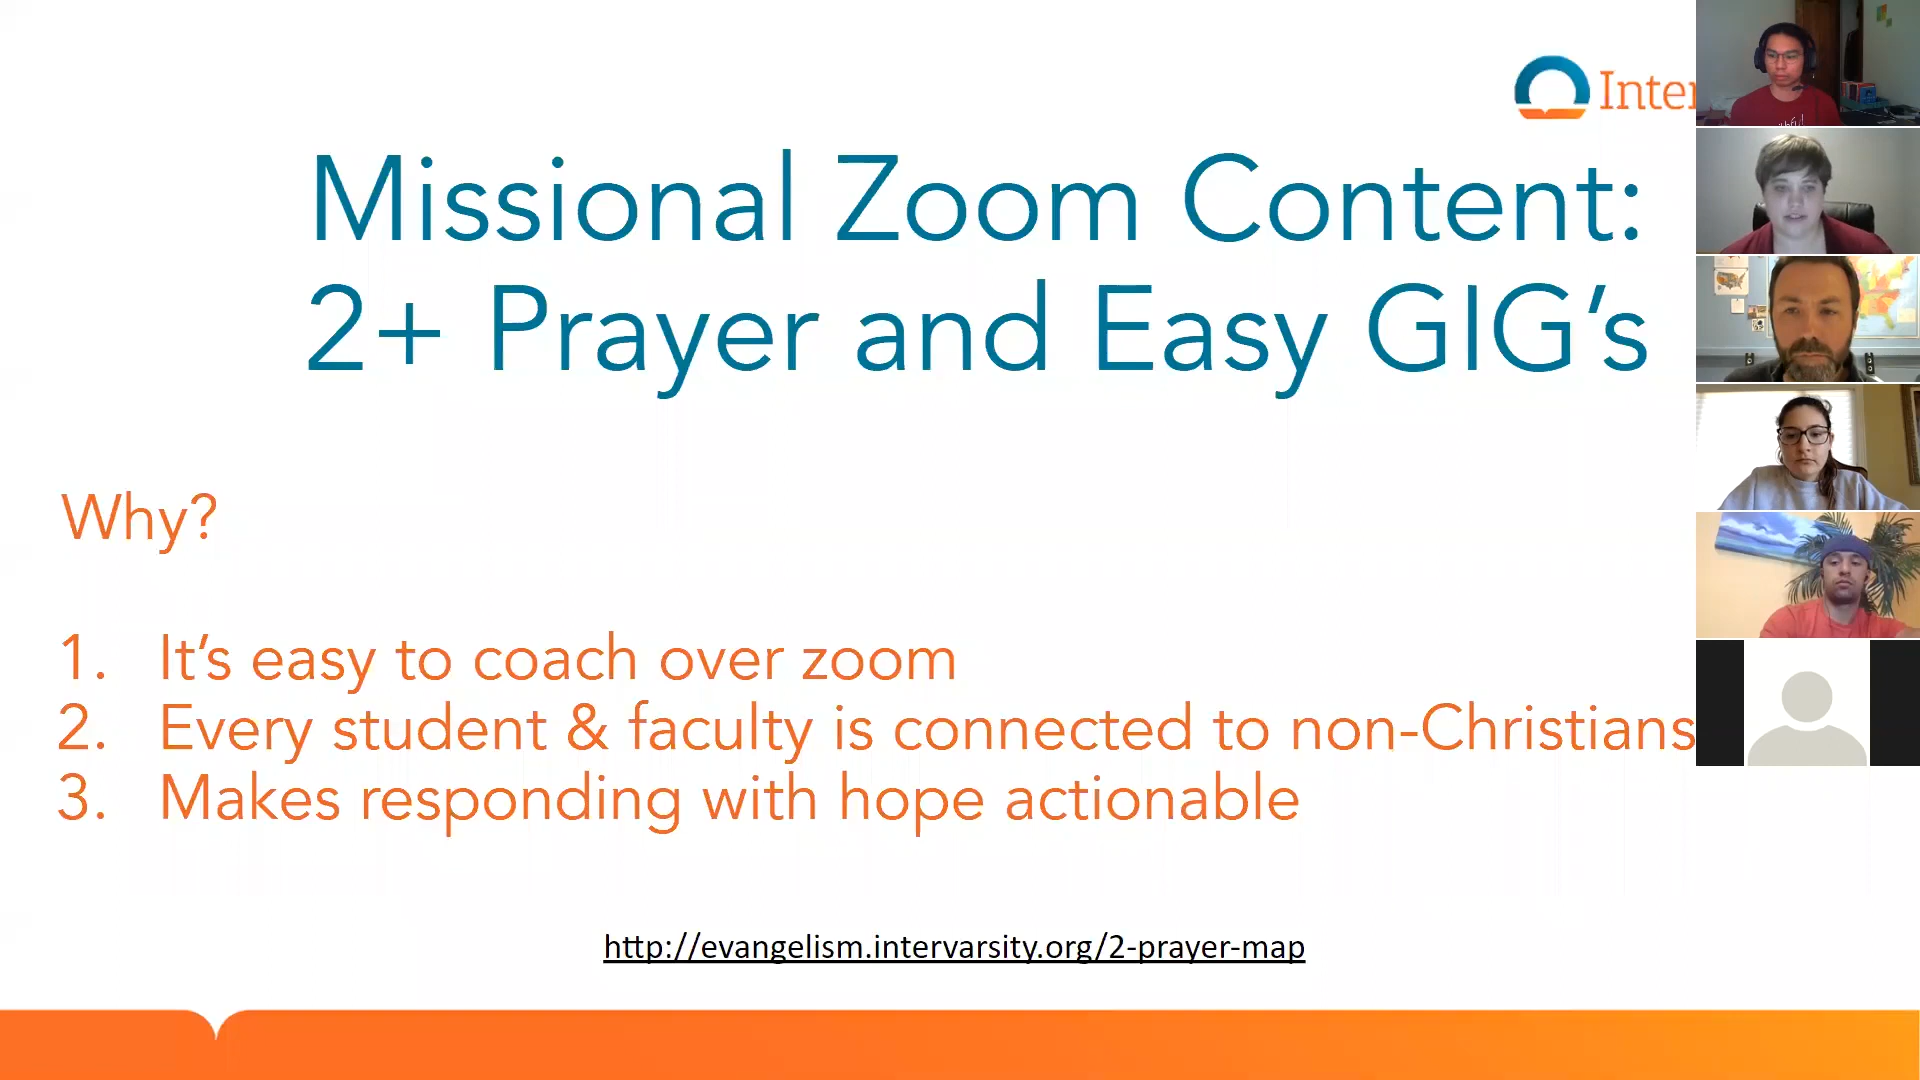 Inter
Missional Zoom Content:
2+ Prayer and Easy GIG’s
Why?
1. It’s easy to coach over zoom
2. Every student & faculty is connected to non-Christians
3. Makes responding with hope actionable
http://evangelism.intervarsity.org/2-prayer-map